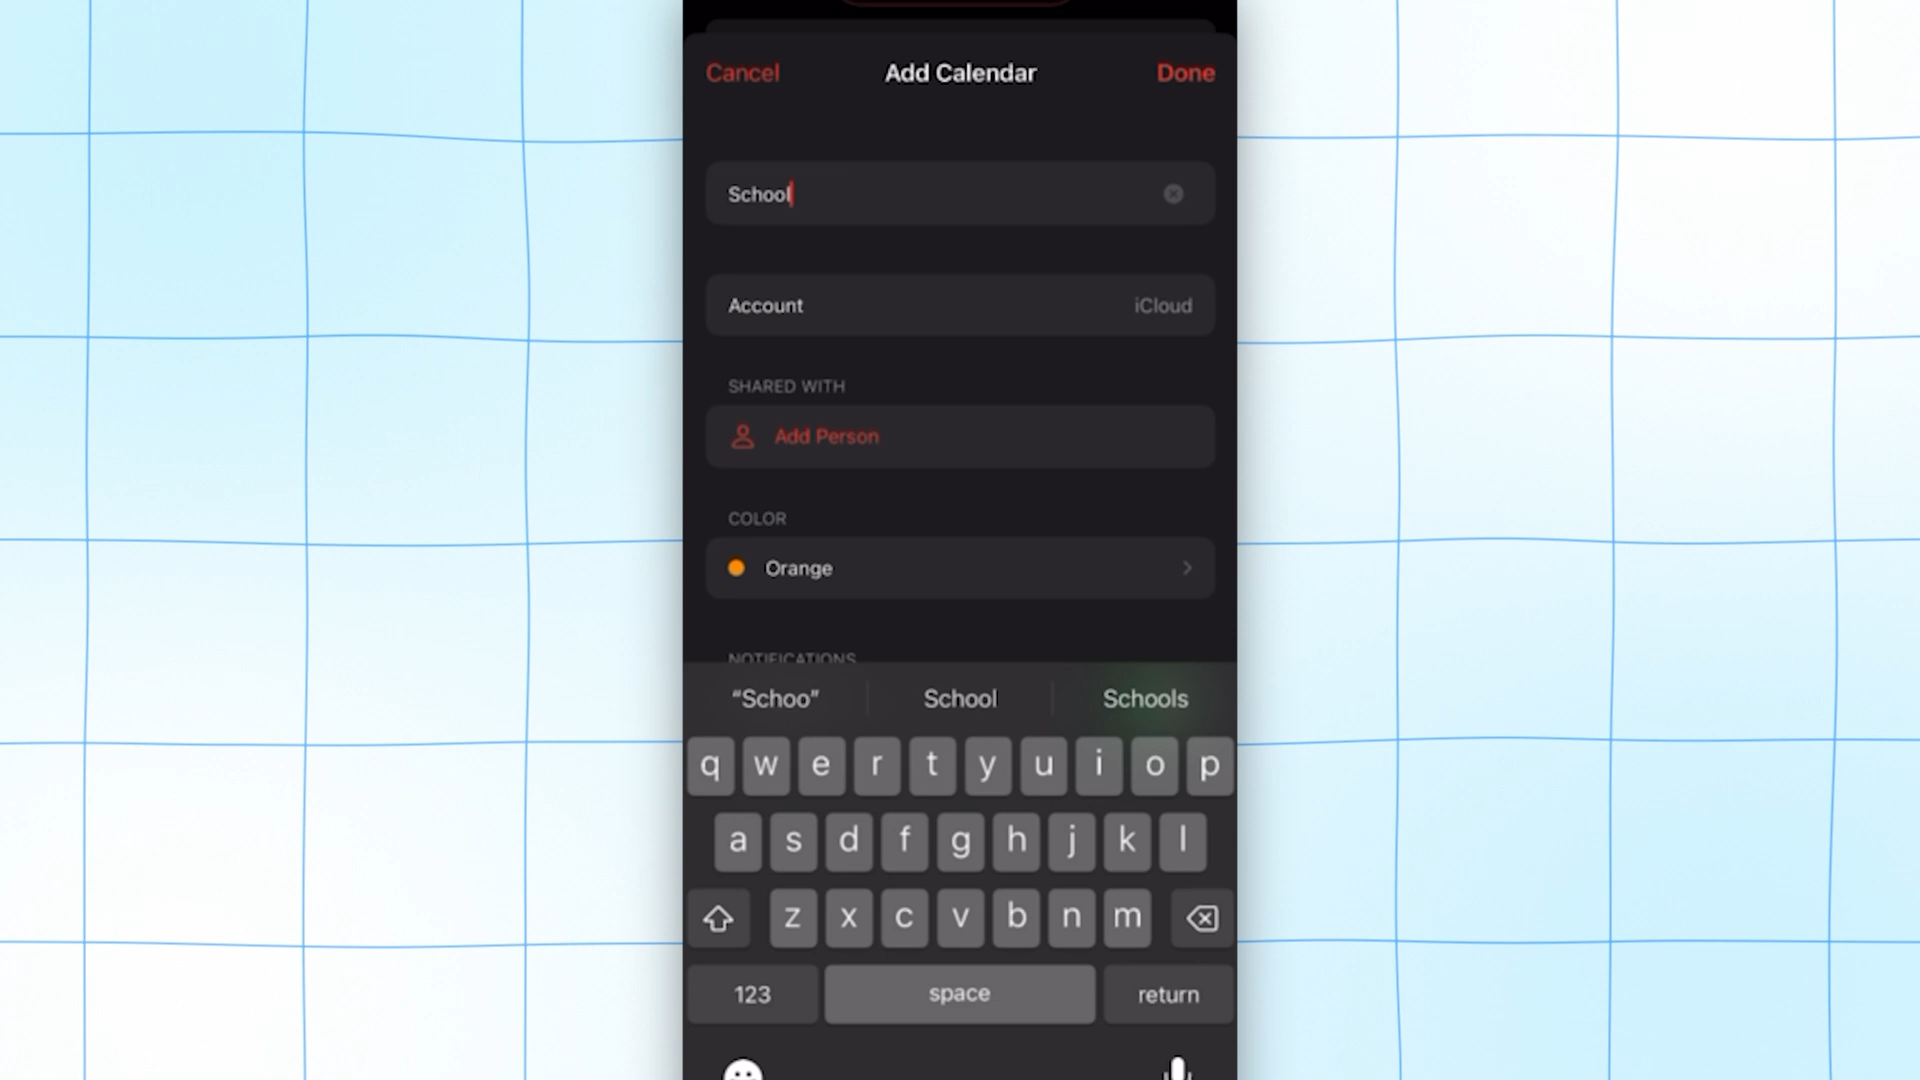 Cancel Add Calendar Done
School
Account iCloud
SHARED WITH
Add Person
COLOR
Orange
NOTIFICATIONS
“Schoo” School Schools
q w e r t y u i o p
a s d f g h j k l
z x c v b n m
123 space return